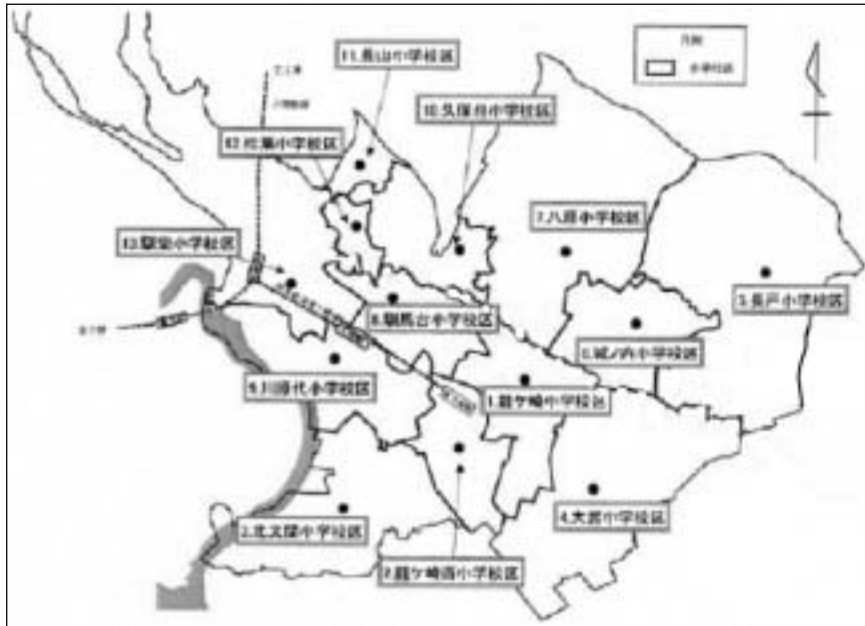 11.長山小学校区
凡例
小学校区
10.久保台小学校区
12.松葉小学校区
7.八原小学校区
13.馴柴小学校区
5.長戸小学校区
8.馴馬台小学校区
6.城ノ内小学校区
9.川原代小学校区
1.龍ケ崎小学校区
4.大宮小学校区
3.北文間小学校区
2.龍ケ崎西小学校区